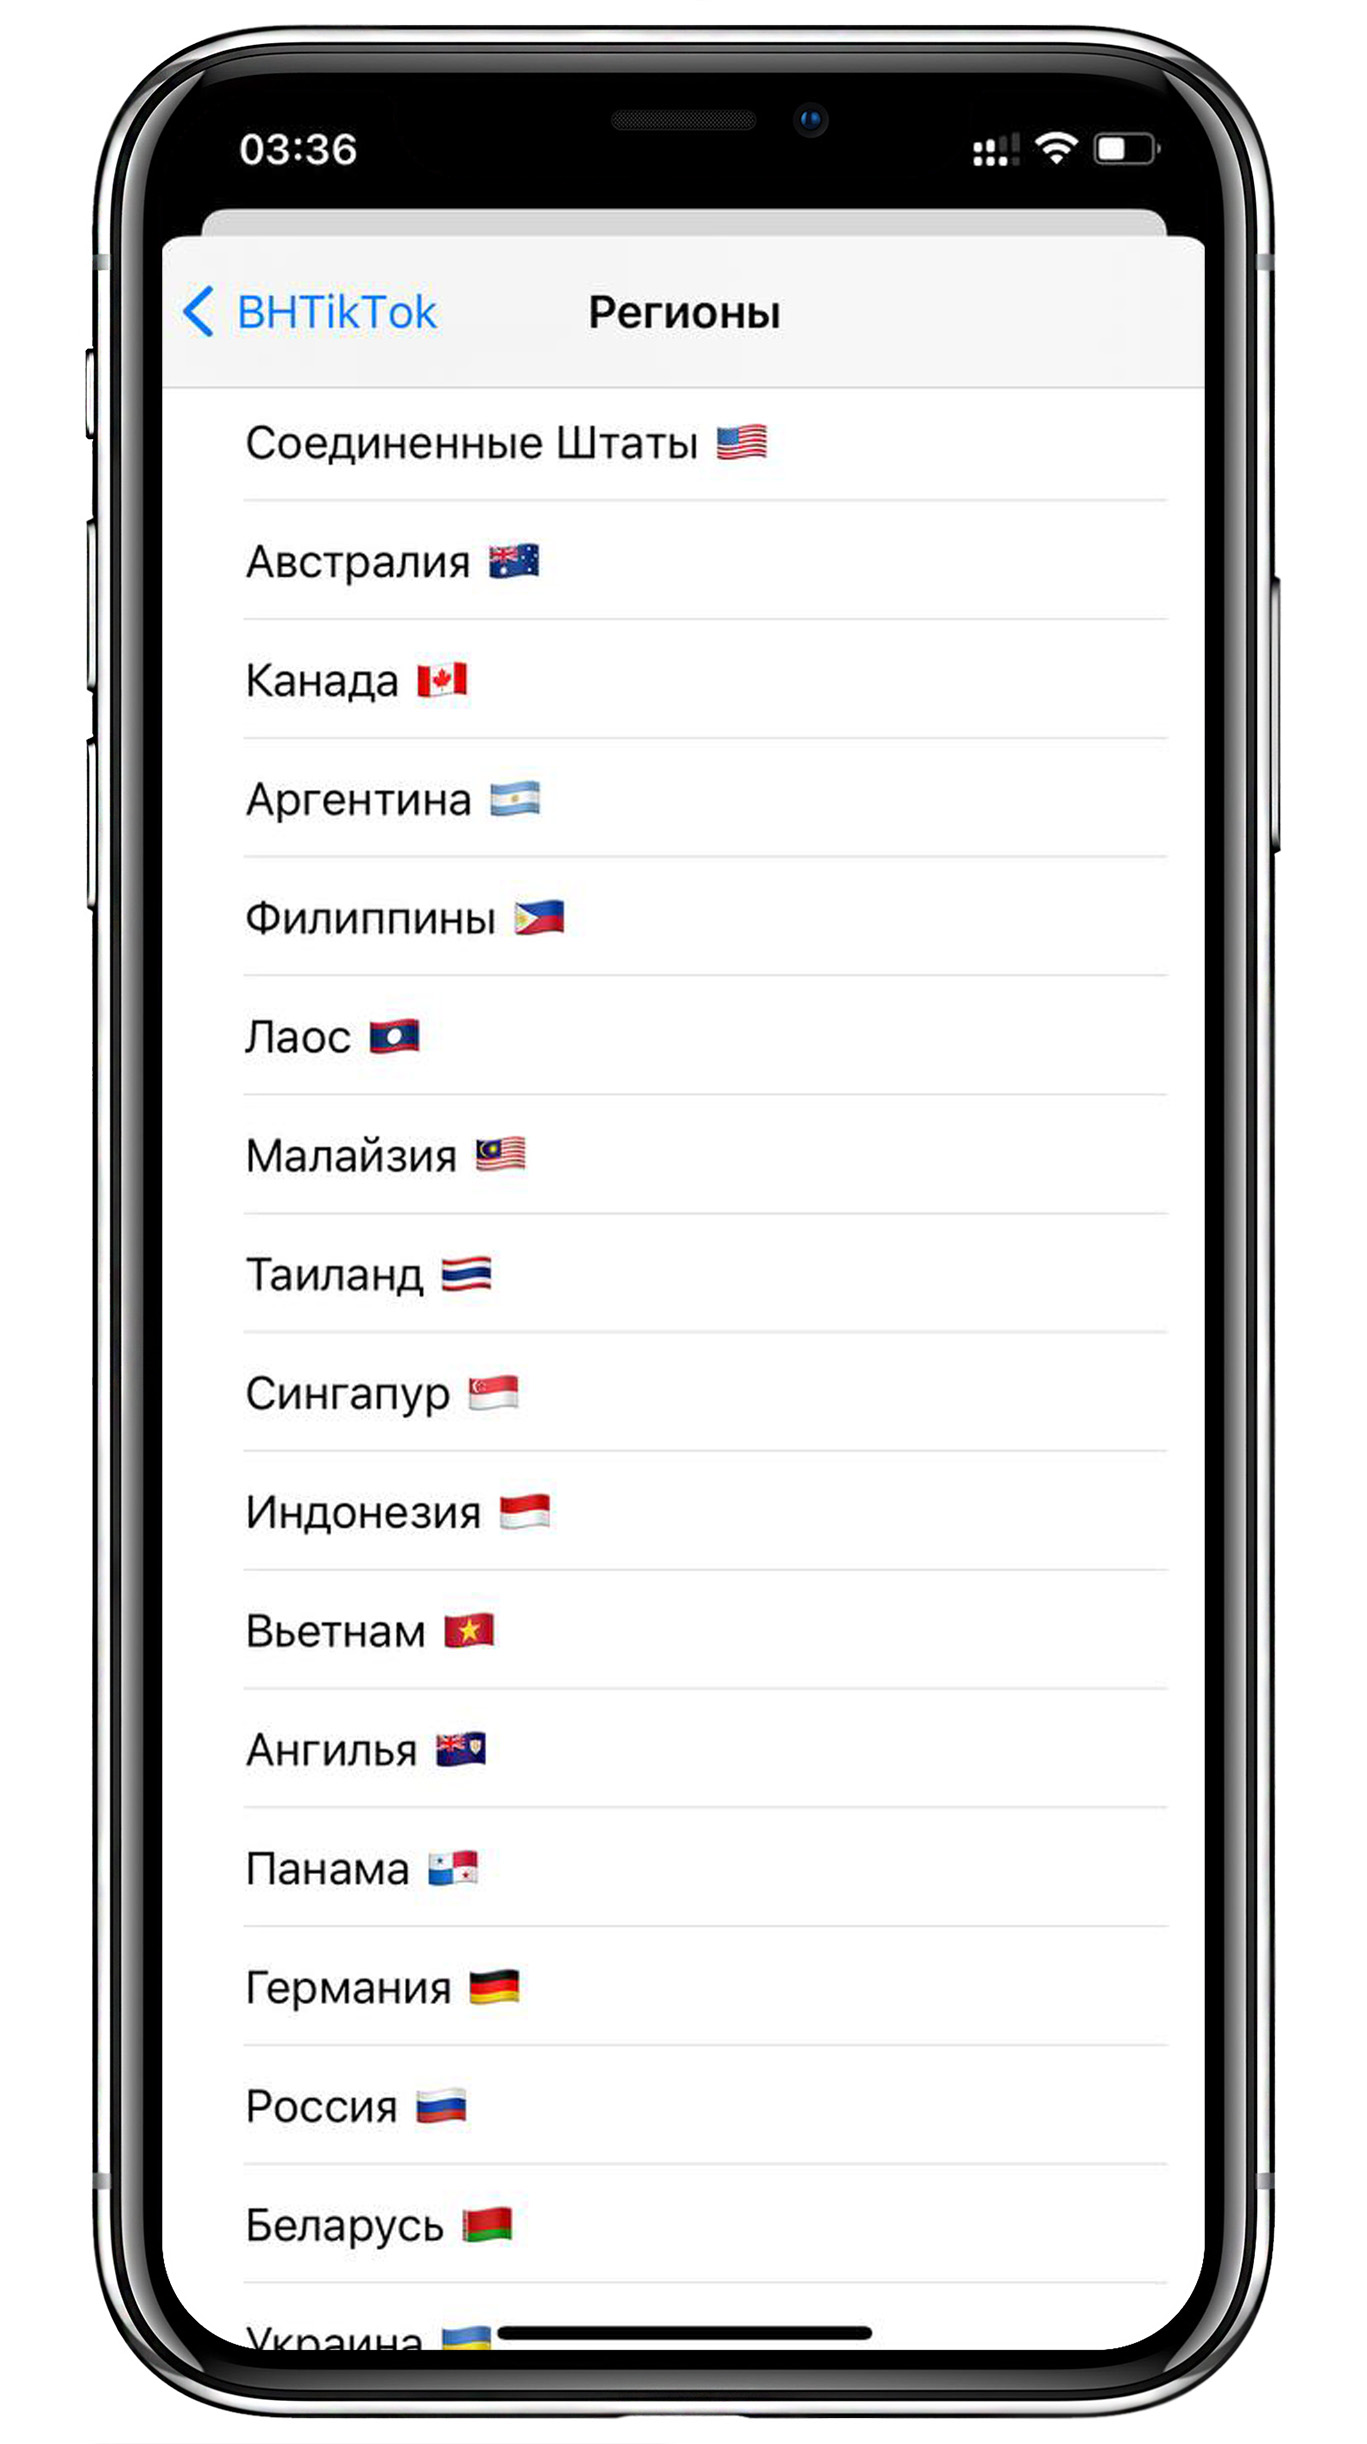 03:36
BHTikTok
Регионы
Соединенные Штаты 🇺🇸
Австралия 🇦🇺
Канада 🇨🇦
Аргентина 🇦🇷
Филиппины 🇵🇭
Лаос 🇱🇦
Малайзия 🇲🇾
Таиланд 🇹🇭
Сингапур 🇸🇬
Индонезия 🇮🇩
Вьетнам 🇻🇳
Ангилья 🇦🇮
Панама 🇵🇦
Германия 🇩🇪
Россия 🇷🇺
Беларусь 🇧🇾
Украина 🇺🇦